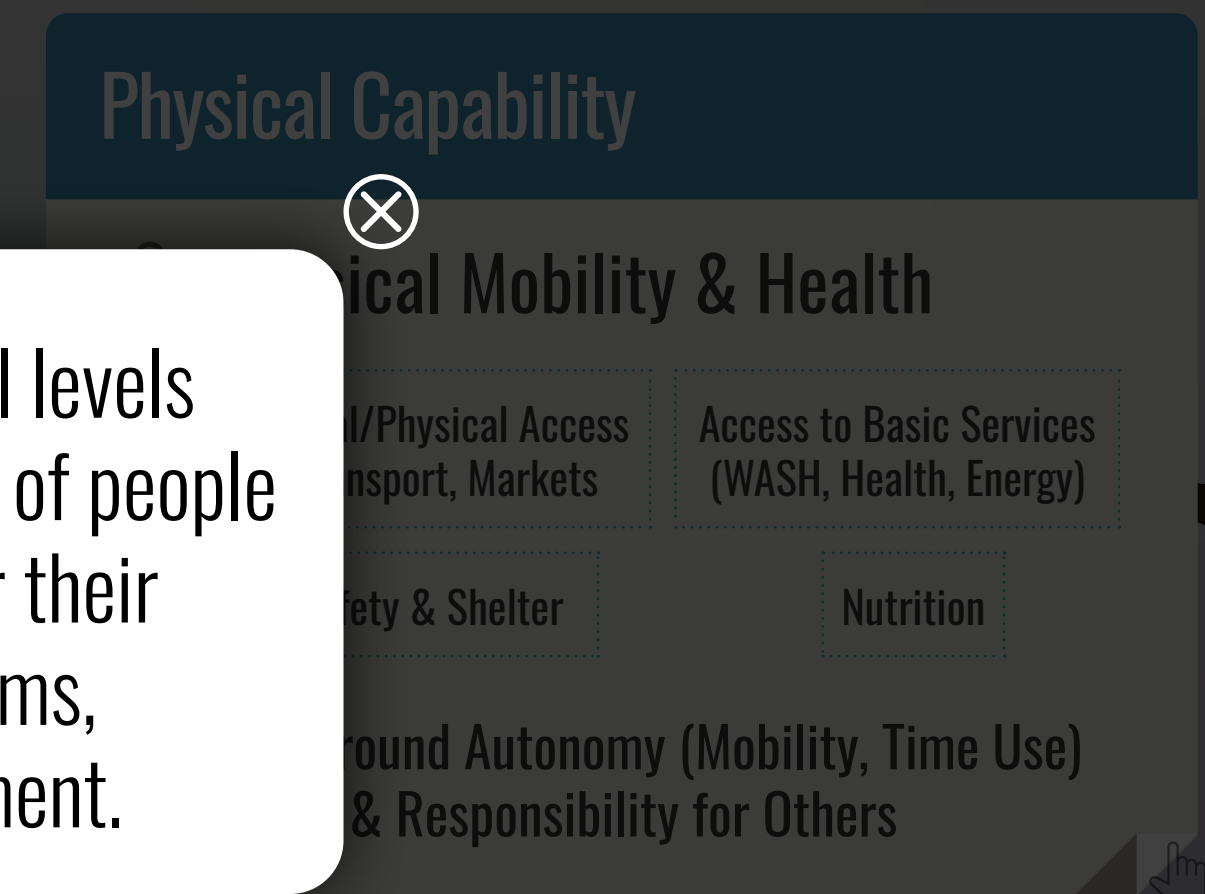 Physical Capability
ical Mobility & Health
l levels
of people
r their
ms,
ment.
l/Physical Access
nsport, Markets
Access to Basic Services
(WASH, Health, Energy)
fety & Shelter
Nutrition
round Autonomy (Mobility, Time Use)
& Responsibility for Others